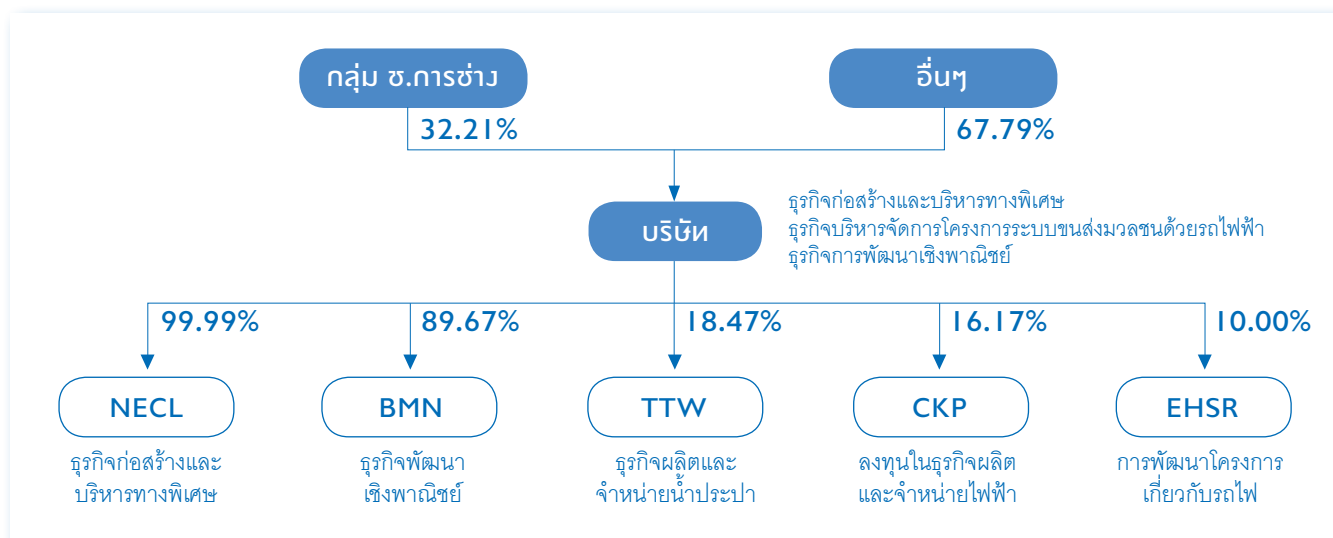 กลุ่ม ช.การช่าง
อื่นๆ
32.21%
67.79%
บริษัท
ธุรกิจก่อสร้างและบริหารทางพิเศษ
ธุรกิจบริหารจัดการโครงการระบบขนส่งมวลชนด้วยรถไฟฟ้า
ธุรกิจการพัฒนาเชิงพาณิชย์
99.99%
89.67%
18.47%
16.17%
10.00%
NECL
BMN
TTW
CKP
EHSR
ธุรกิจก่อสร้างและ
บริหารทางพิเศษ
ธุรกิจพัฒนา
เชิงพาณิชย์
ธุรกิจผลิตและ
จำหน่ายน้ำประปา
ลงทุนในธุรกิจผลิต
และจำหน่ายไฟฟ้า
การพัฒนาโครงการ
เกี่ยวกับรถไฟ